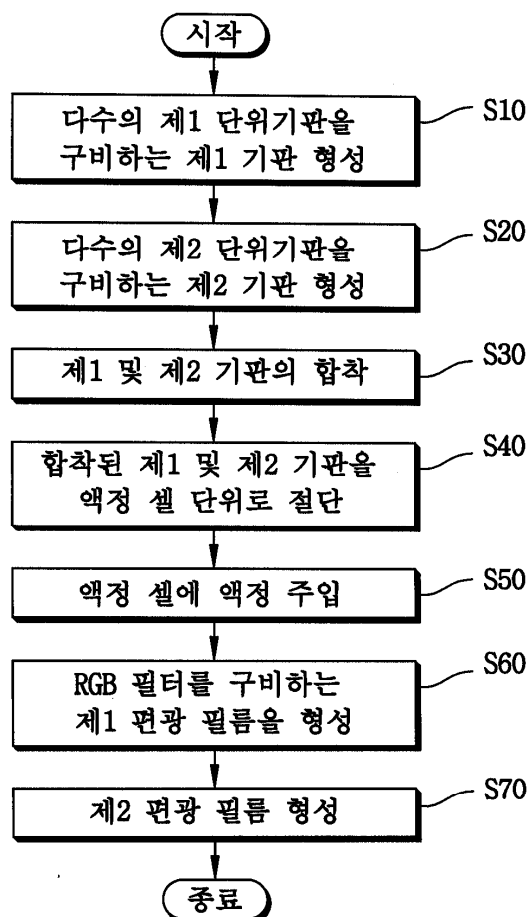 시작
다수의 제1 단위기판을
구비하는 제1 기판 형성
S10
다수의 제2 단위기판을
구비하는 제2 기판 형성
S20
제1 및 제2 기판의 합착
S30
합착된 제1 및 제2 기판을
액정 셀 단위로 절단
S40
액정 셀에 액정 주입
S50
RGB 필터를 구비하는
제1 편광 필름을 형성
S60
제2 편광 필름 형성
S70
종료